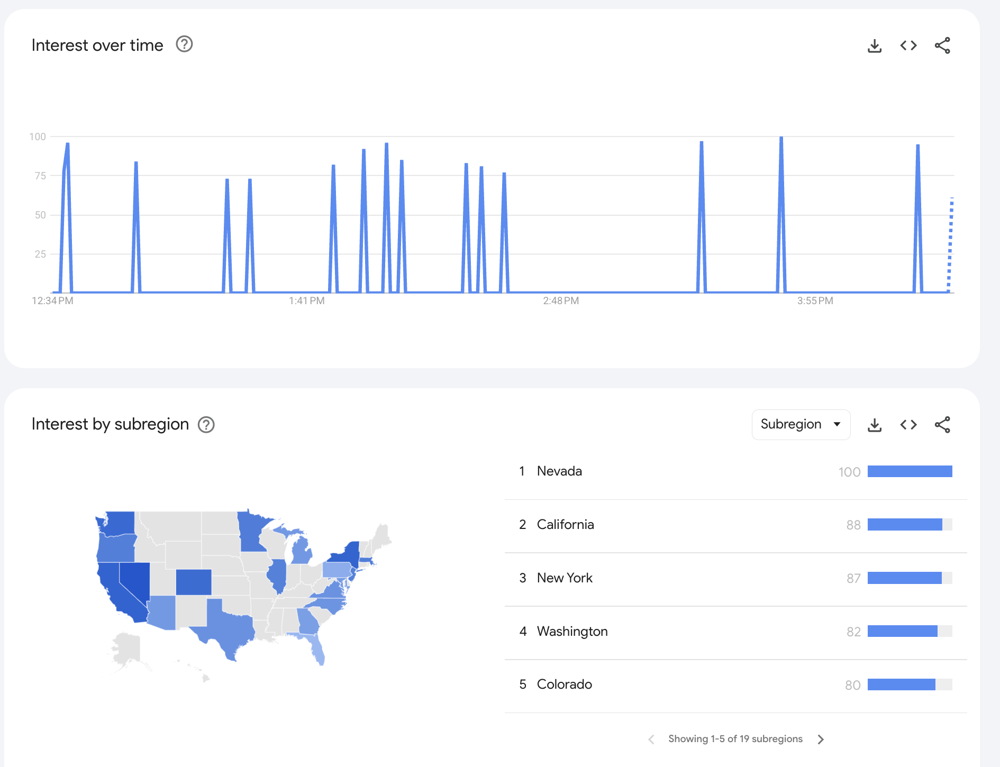 Interest over time
100
75
50
25
12:34 PM 1:41 PM 2:48 PM 3:55 PM
Interest by subregion
Subregion
1 Nevada 100
2 California 88
3 New York 87
4 Washington 82
5 Colorado 80
Showing 1-5 of 19 subregions